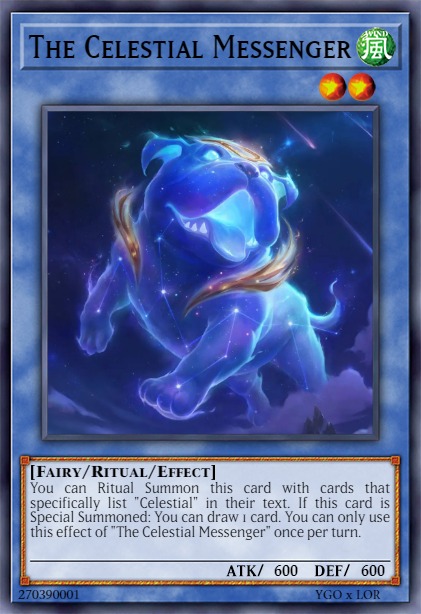 The Celestial Messenger
WIND
風
[Fairy/Ritual/Effect]
You can Ritual Summon this card with cards that
specifically list "Celestial" in their text. If this card is
Special Summoned: You can draw 1 card. You can only use
this effect of "The Celestial Messenger" once per turn.
ATK/ 600 DEF/ 600
270390001 YGO x LOR